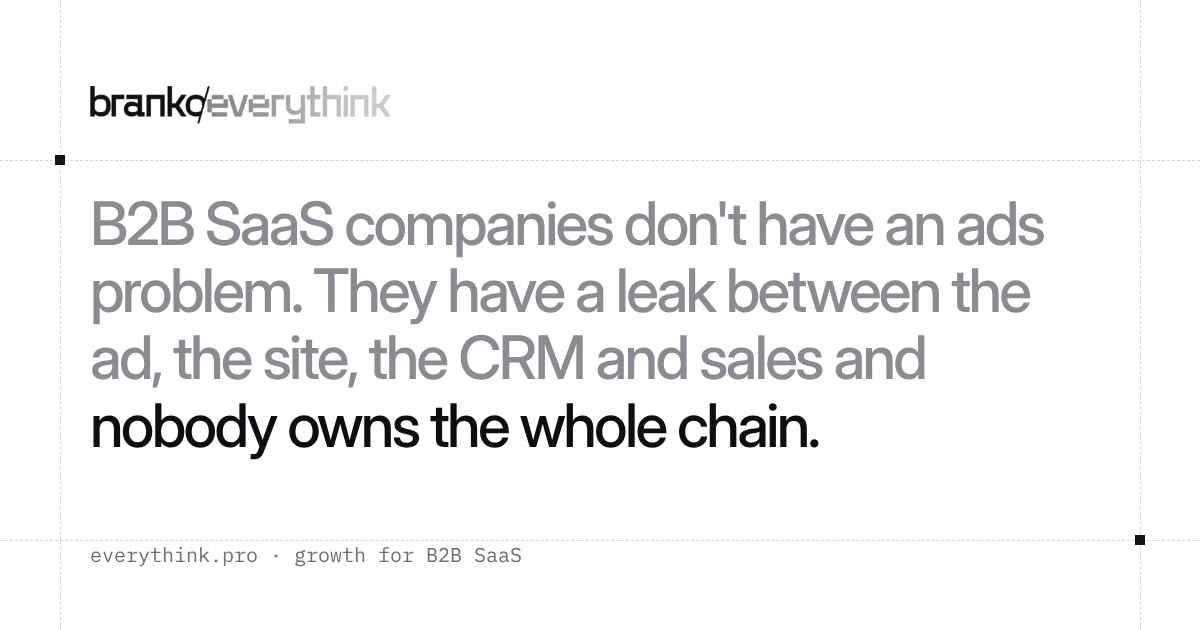 branko/everythink
B2B SaaS companies don't have an ads
problem. They have a leak between the
ad, the site, the CRM and sales and
nobody owns the whole chain.
everythink.pro · growth for B2B SaaS